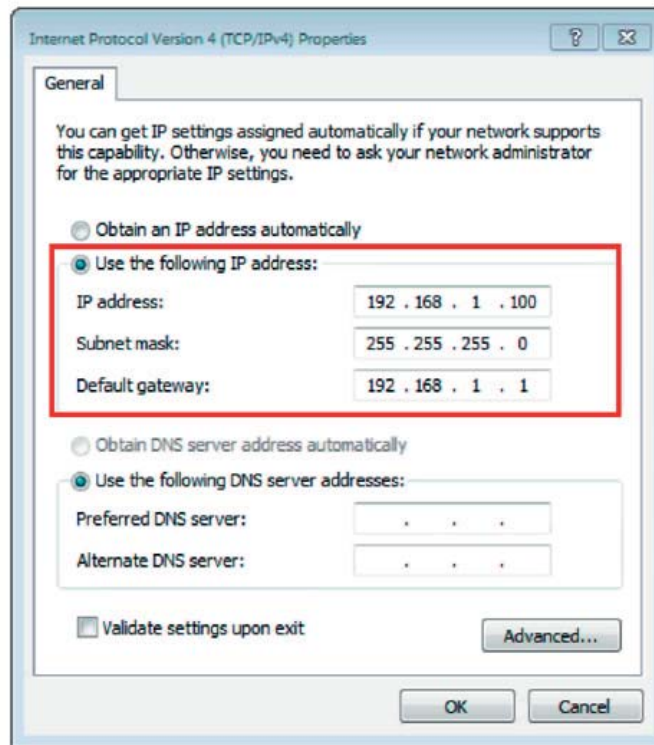 Internet Protocol Version 4 (TCP/IPv4) Properties
General
You can get IP settings assigned automatically if your network supports
this capability. Otherwise, you need to ask your network administrator
for the appropriate IP settings.
Obtain an IP address automatically
Use the following IP address:
IP address: 192 . 168 . 1 . 100
Subnet mask: 255 . 255 . 255 . 0
Default gateway: 192 . 168 . 1 . 1
Obtain DNS server address automatically
Use the following DNS server addresses:
Preferred DNS server: . . .
Alternate DNS server: . . .
Validate settings upon exit
Advanced...
OK Cancel